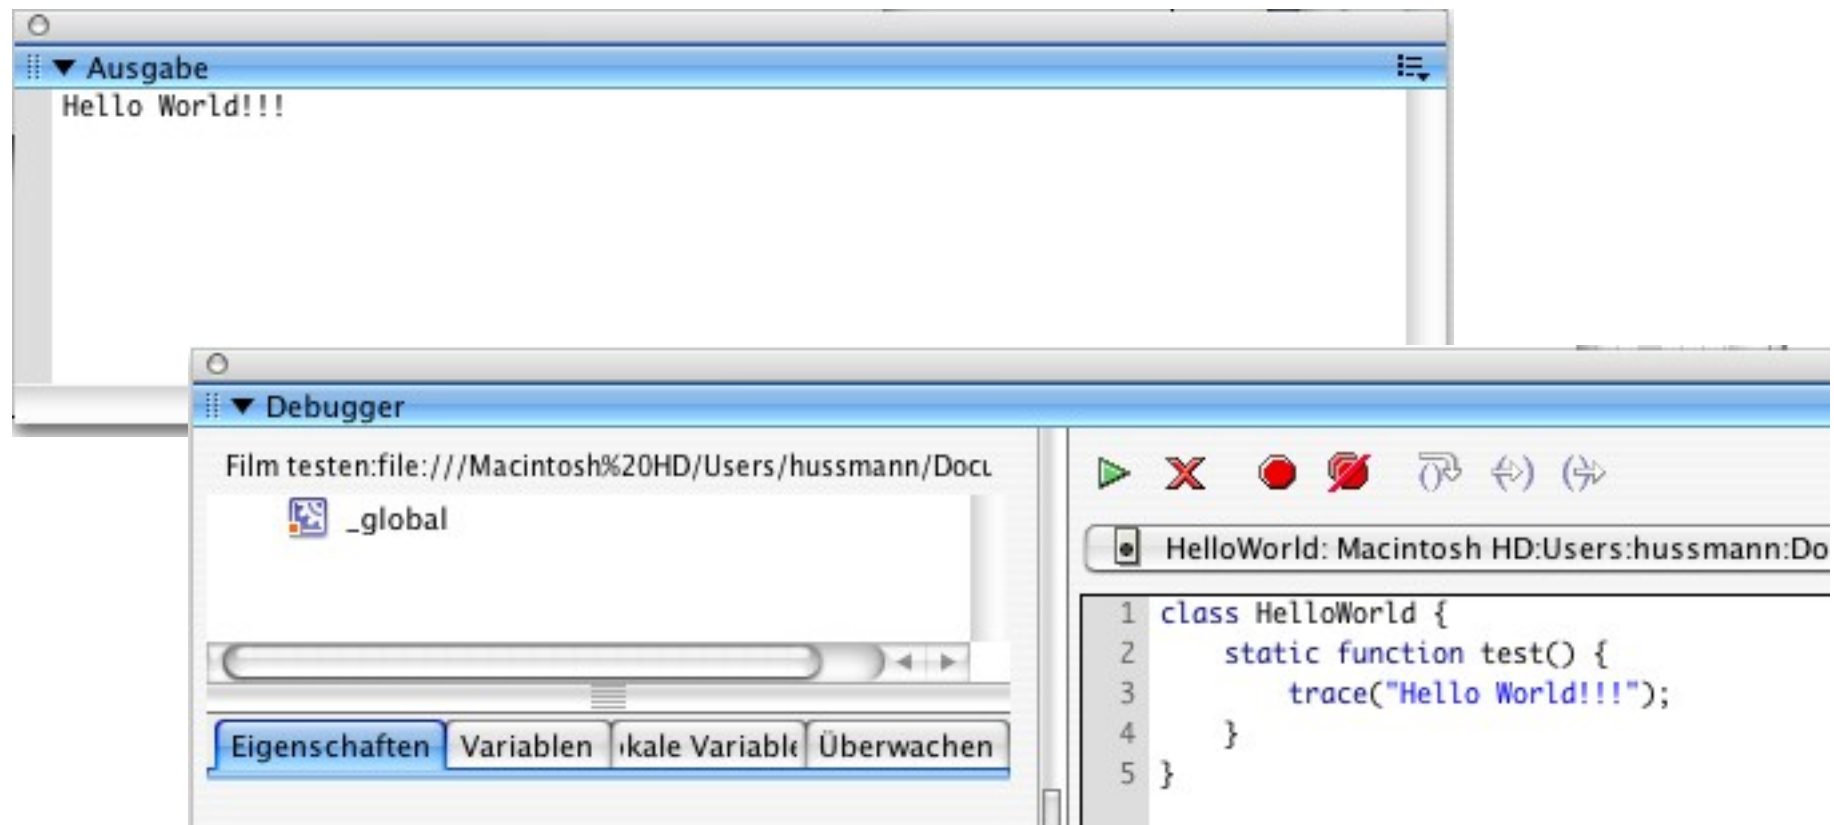 Ausgabe
Hello World!!!
Debugger
Film testen:file:///Macintosh%20HD/Users/hussmann/Docu
_global
Eigenschaften Variablen kale Variable Überwachen
HelloWorld: Macintosh HD:Users:hussmann:Do
1 class HelloWorld {
2     static function test() {
3         trace("Hello World!!!");
4     }
5 }